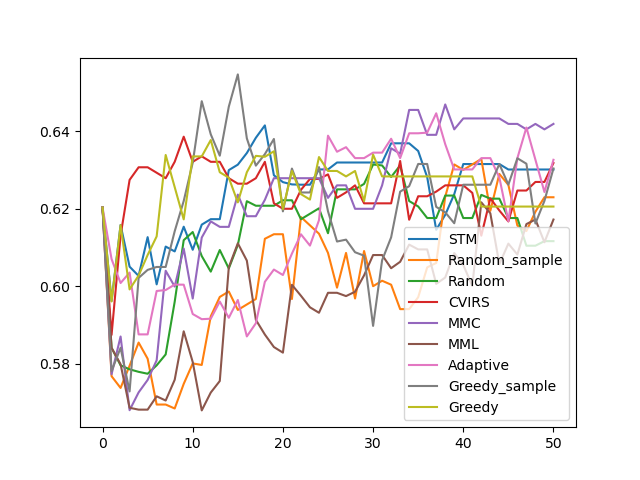 0.64
0.62
0.60
0.58
0
10
20
30
40
50
STM
Random_sample
Random
CVIRS
MMC
MML
Adaptive
Greedy_sample
Greedy